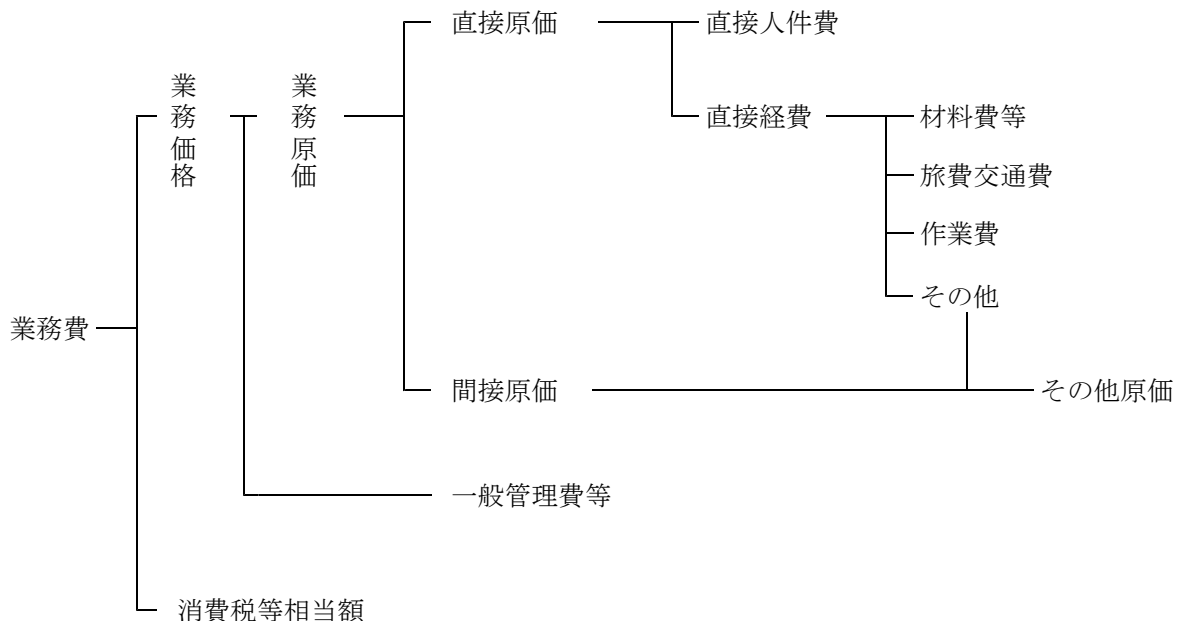 直接原価
直接人件費
業務価格
業務原価
直接経費
材料費等
旅費交通費
作業費
その他
業務費
間接原価
その他原価
一般管理費等
消費税等相当額